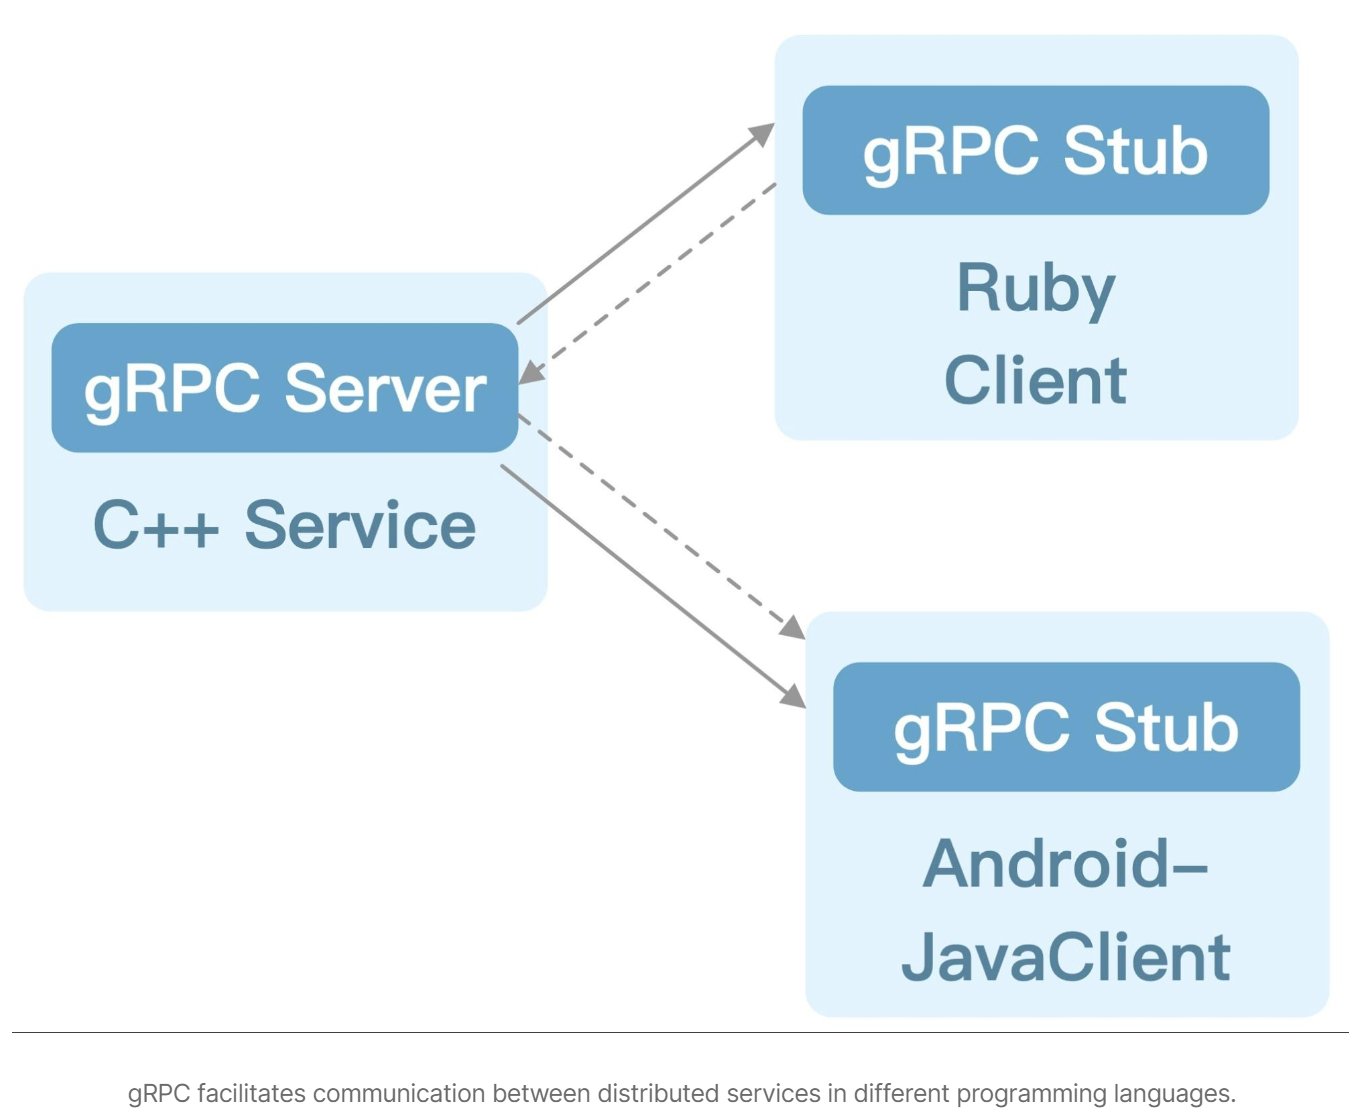 gRPC Stub
Ruby
Client
gRPC Server
C++ Service
gRPC Stub
Android–
JavaClient
gRPC facilitates communication between distributed services in different programming languages.